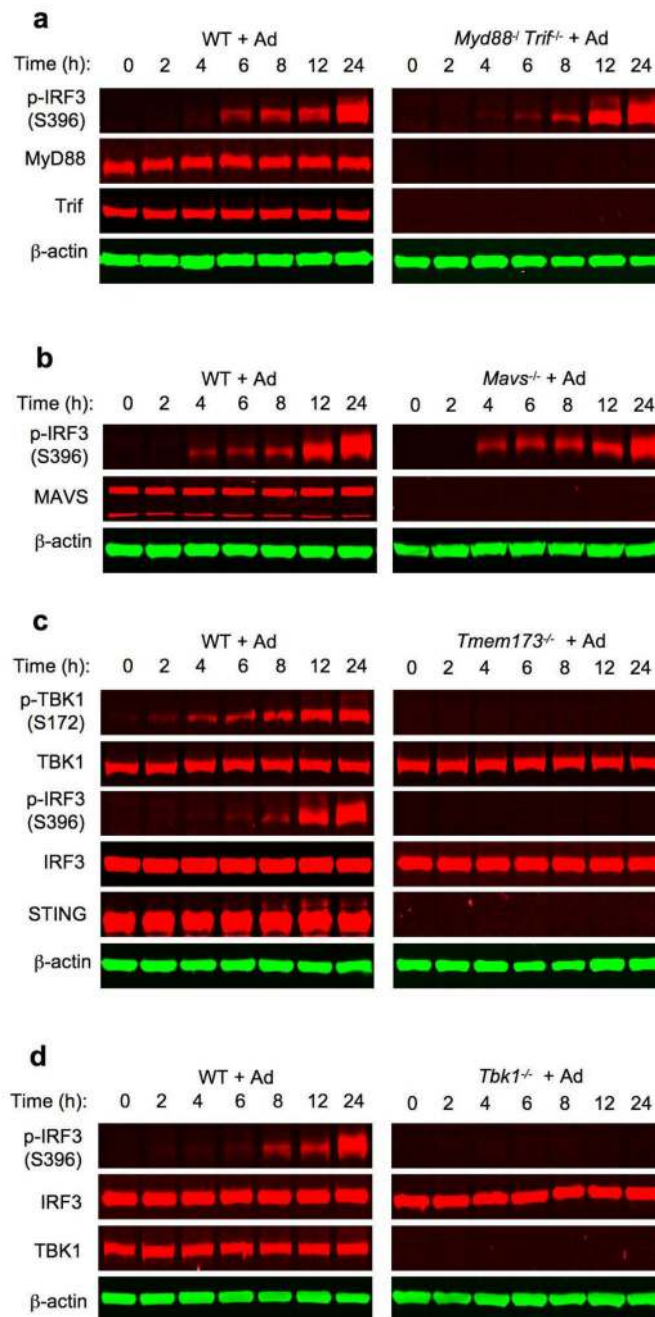 a
WT + Ad Myd88-/ Trif-/- + Ad
Time (h): 0 2 4 6 8 12 24 0 2 4 6 8 12 24
p-IRF3
(S396)
MyD88
Trif
β-actin
b
WT + Ad Mavs-/- + Ad
Time (h): 0 2 4 6 8 12 24 0 2 4 6 8 12 24
p-IRF3
(S396)
MAVS
β-actin
c
WT + Ad Tmem173-/- + Ad
Time (h): 0 2 4 6 8 12 24 0 2 4 6 8 12 24
p-TBK1
(S172)
TBK1
p-IRF3
(S396)
IRF3
STING
β-actin
d
WT + Ad Tbk1-/- + Ad
Time (h): 0 2 4 6 8 12 24 0 2 4 6 8 12 24
p-IRF3
(S396)
IRF3
TBK1
β-actin